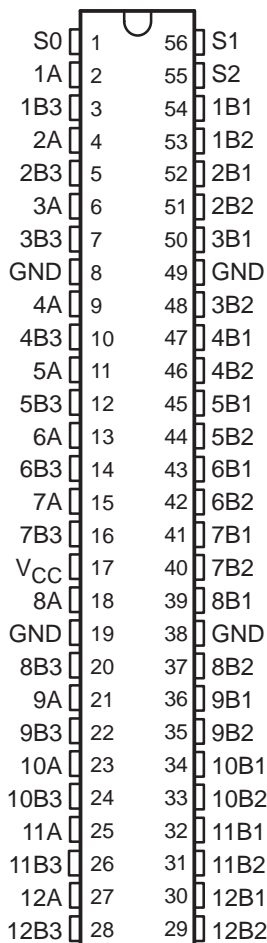 S0 1 56 S1
1A 2 55 S2
1B3 3 54 1B1
2A 4 53 1B2
2B3 5 52 2B1
3A 6 51 2B2
3B3 7 50 3B1
GND 8 49 GND
4A 9 48 3B2
4B3 10 47 4B1
5A 11 46 4B2
5B3 12 45 5B1
6A 13 44 5B2
6B3 14 43 6B1
7A 15 42 6B2
7B3 16 41 7B1
VCC 17 40 7B2
8A 18 39 8B1
GND 19 38 GND
8B3 20 37 8B2
9A 21 36 9B1
9B3 22 35 9B2
10A 23 34 10B1
10B3 24 33 10B2
11A 25 32 11B1
11B3 26 31 11B2
12A 27 30 12B1
12B3 28 29 12B2